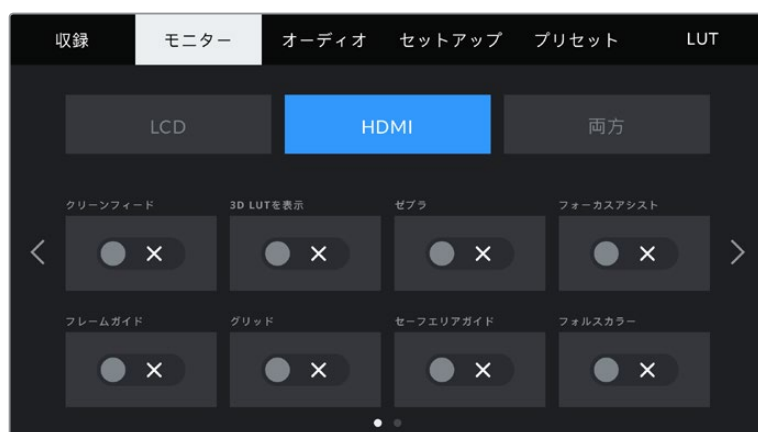 収録 モニター オーディオ セットアップ プリセット LUT
LCD HDMI 両方
クリーンフィード 3D LUTを表示 ゼブラ フォーカスアシスト
フレームガイド グリッド セーフエリアガイド フォルスカラー